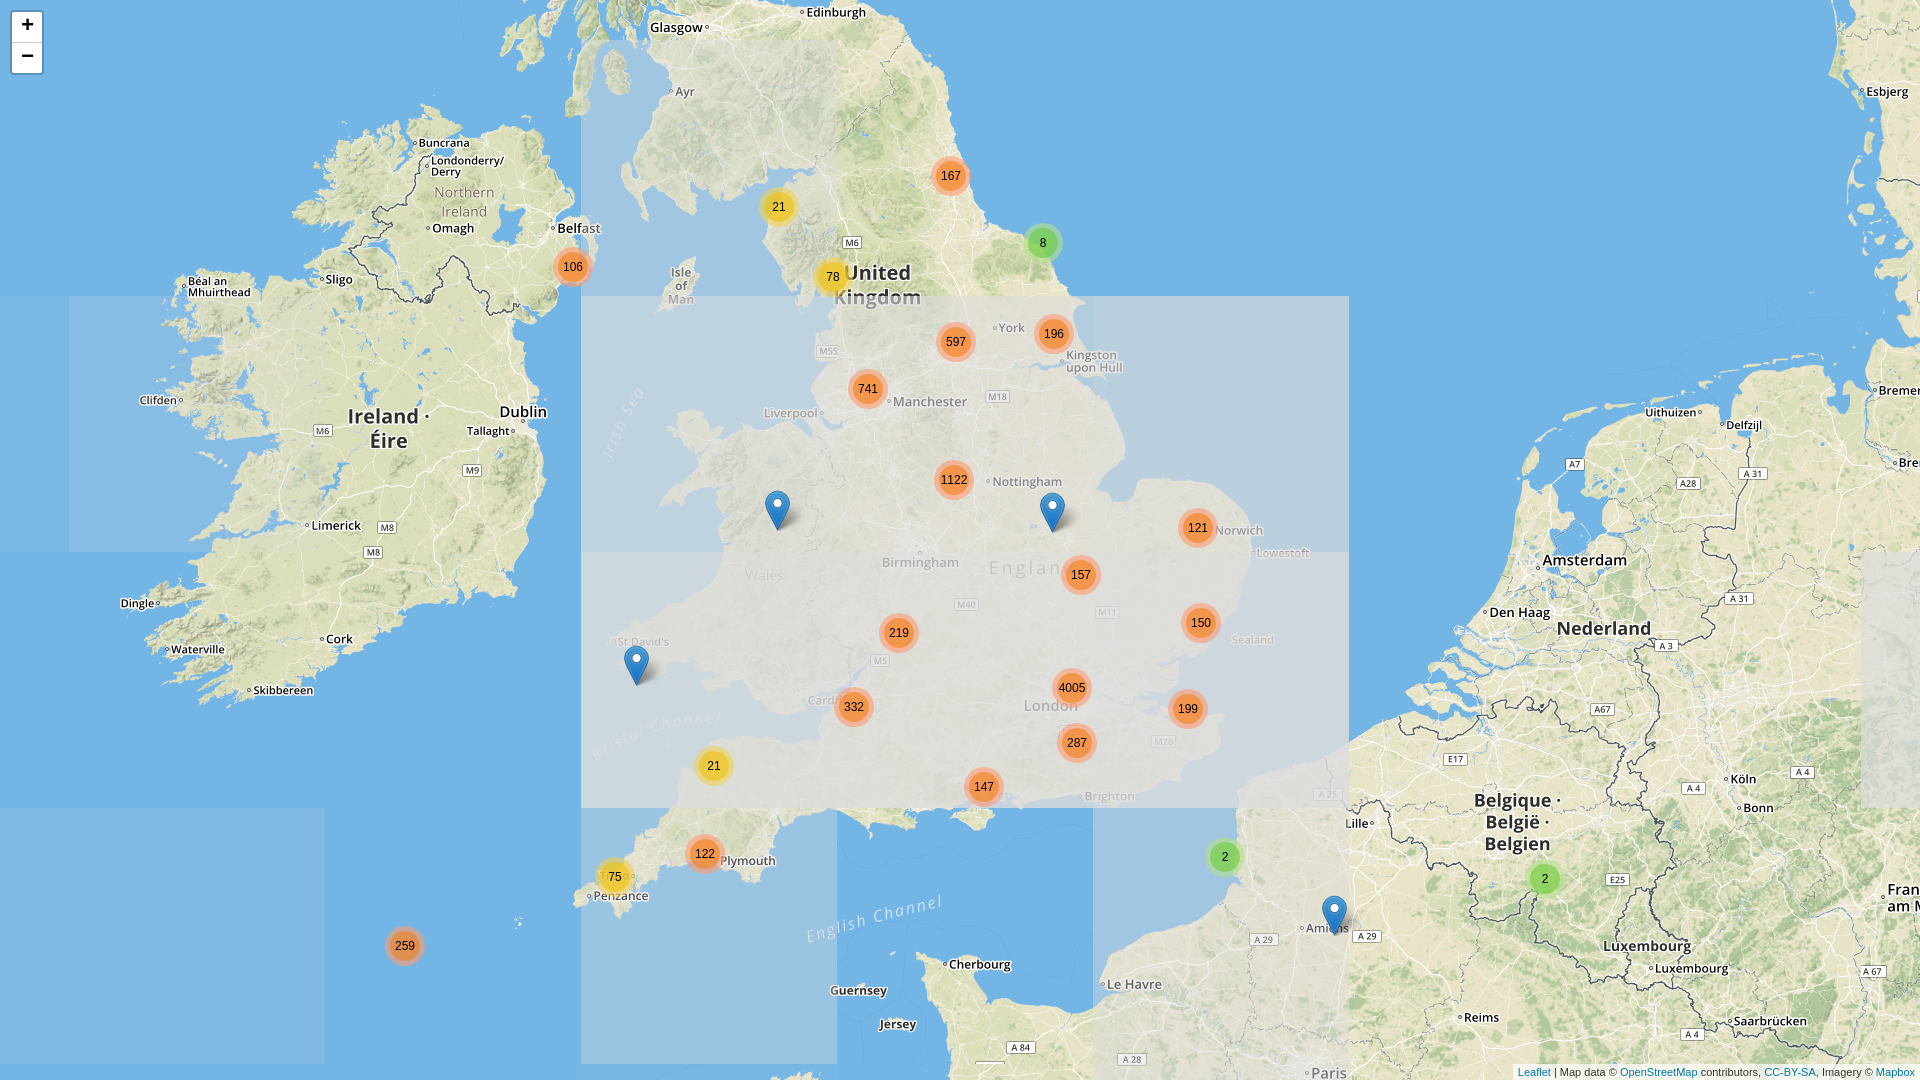 +
−
Glasgow
Edinburgh
Ayr
Esbjerg
Buncrana
Londonderry/
Derry
Northern
Ireland
Omagh
Belfast
167
21
8
M6
106
78
United
Kingdom
Isle
of
Man
Sligo
Béal an
Mhuirthead
York
196
597
M55
Kingston
upon Hull
741
Manchester
M18
Liverpool
Irish Sea
Clifden
Ireland ·
Éire
Dublin
Tallaght
M6
M9
Uithuizen
Delfzijl
A7
A 31
A28
1122
Nottingham
Limerick
M8
M8
121
Norwich
Lowestoft
Birmingham
Wales
157
Amsterdam
A 31
Dingle
M40
M11
Den Haag
Nederland
Cork
Waterville
St David's
219
150
Sealand
A 3
M5
Skibbereen
4005
London
199
332
A67
Bristol Channel
287
M20
E17
21
147
Brighton
A 25
Köln
A 4
A 4
Bonn
Belgique ·
België ·
Belgien
Lille
122
Plymouth
2
75
Penzance
2
E25
English Channel
259
Amiens
A 29
A 29
Luxembourg
Luxembourg
Cherbourg
A 67
Le Havre
Guernsey
Jersey
Reims
Saarbrücken
A 84
A 28
A 4
Paris
Leaflet | Map data © OpenStreetMap contributors, CC-BY-SA, Imagery © Mapbox